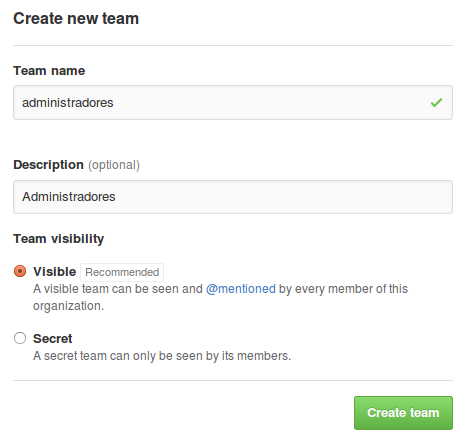 Create new team
Team name
administradores
Description (optional)
Administradores
Team visibility
Visible Recommended
A visible team can be seen and @mentioned by every member of this
organization.
Secret
A secret team can only be seen by its members.
Create team